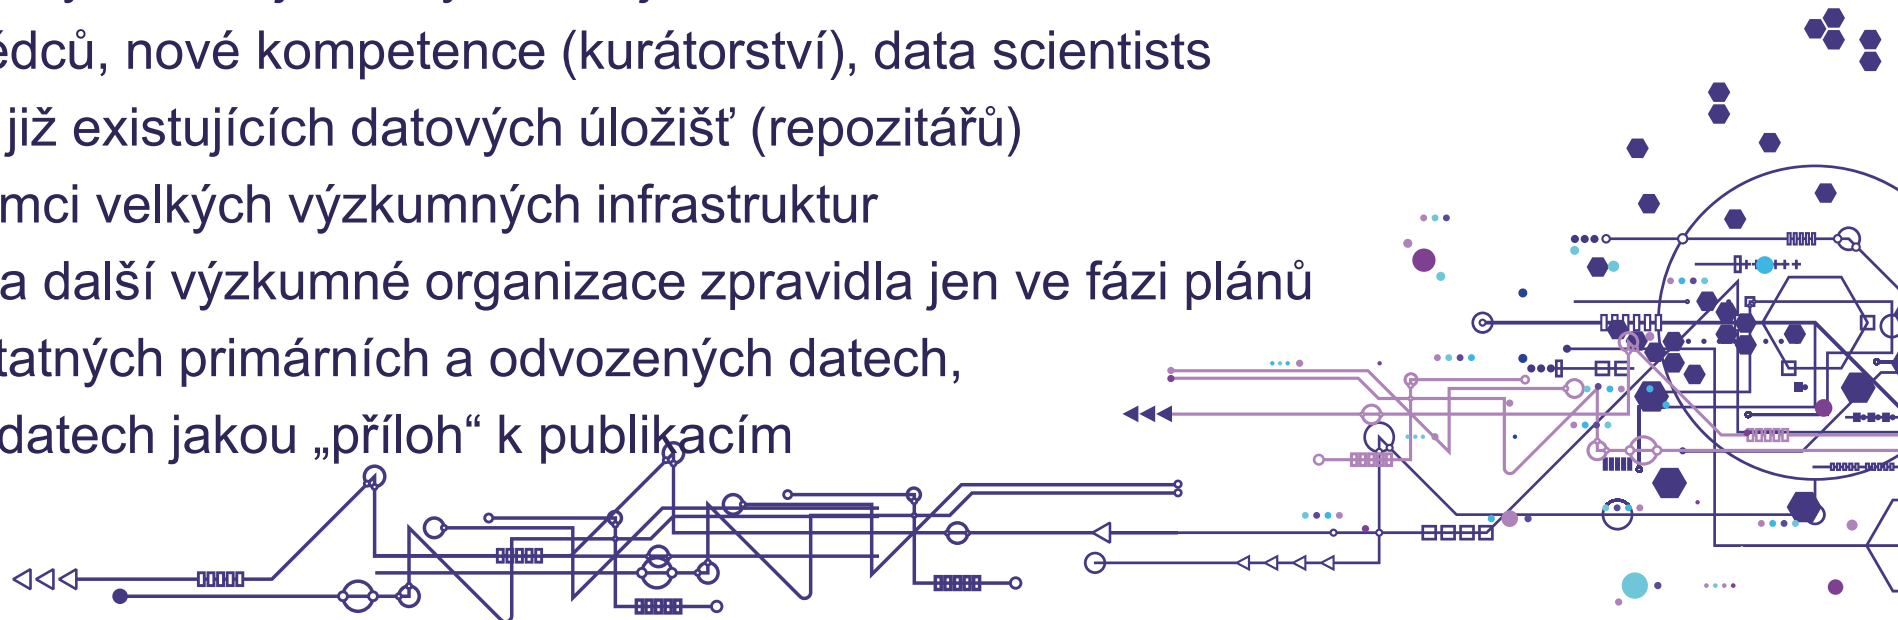 édců, nové kompetence (kurátorství), data scientists
již existujících datových úložišť (repozitářů)
mci velkých výzkumných infrastruktur
a další výzkumné organizace zpravidla jen ve fázi plánů
tatných primárních a odvozených datech,
datech jakou „příloh“ k publikacím